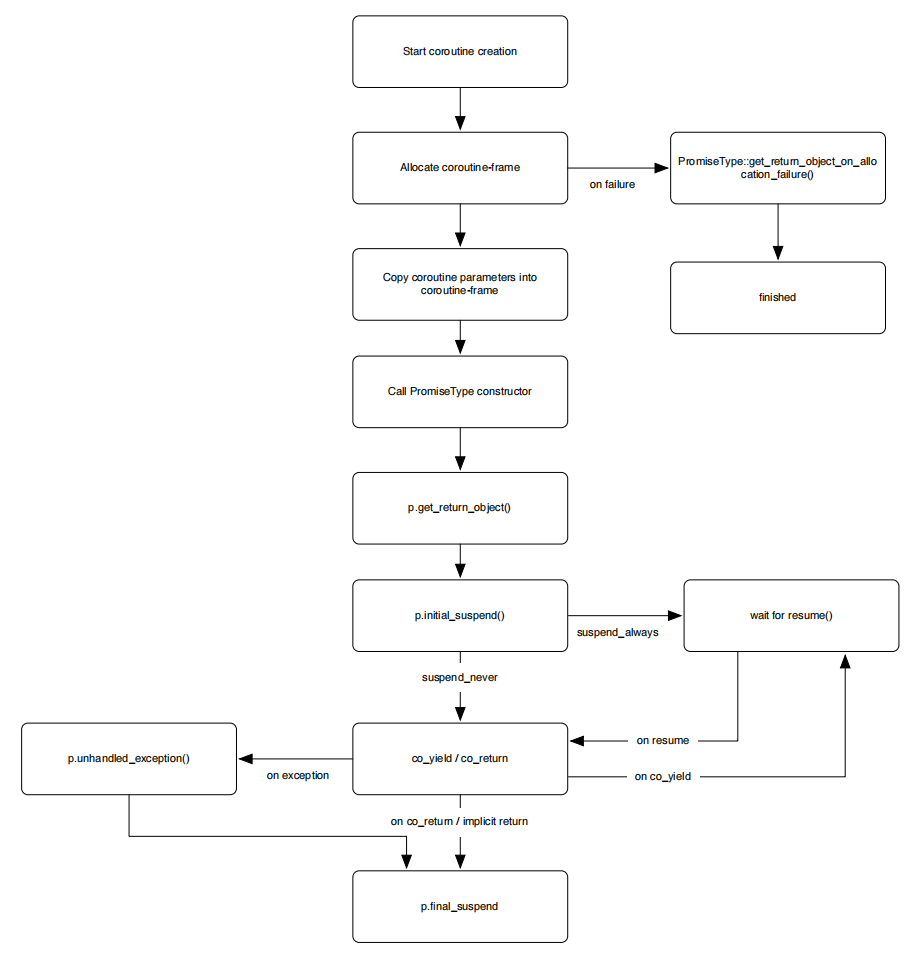 Start coroutine creation
Allocate coroutine-frame
on failure
PromiseType::get_return_object_on_allo
cation_failure()
Copy coroutine parameters into
coroutine-frame
finished
Call PromiseType constructor
p.get_return_object()
p.initial_suspend()
suspend_always
wait for resume()
suspend_never
on resume
p.unhandled_exception()
on exception
co_yield / co_return
on co_yield
on co_return / implicit return
p.final_suspend